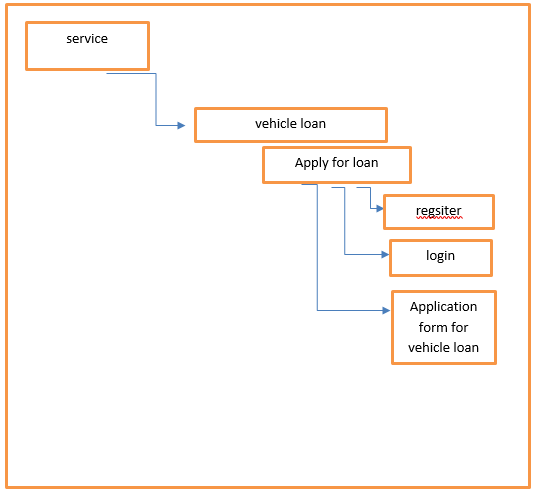 service
vehicle loan
Apply for loan
regsiter
login
Application
form for
vehicle loan